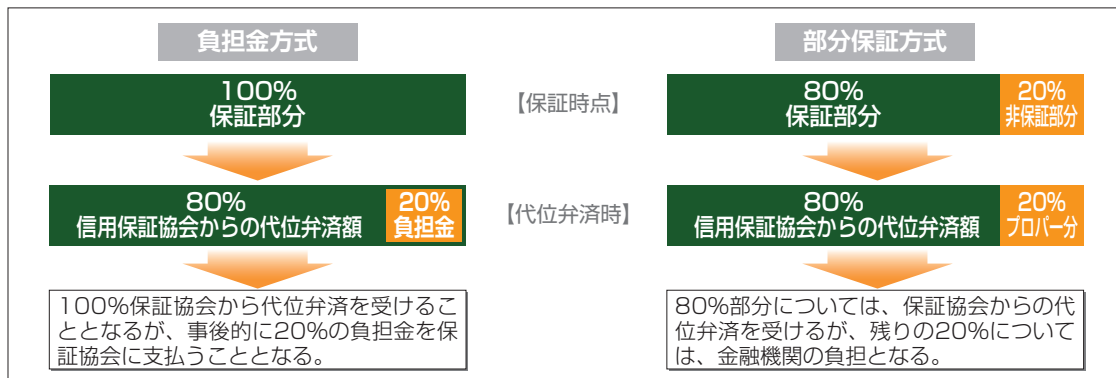 負担金方式
100%
保証部分
80%
信用保証協会からの代位弁済額
20%
負担金
100%保証協会から代位弁済を受けるこ
ととなるが、事後的に20%の負担金を保
証協会に支払うこととなる。
【保証時点】
【代位弁済時】
部分保証方式
80%
保証部分
20%
非保証部分
80%
信用保証協会からの代位弁済額
20%
プロパー分
80%部分については、保証協会からの代
位弁済を受けるが、残りの20%について
は、金融機関の負担となる。